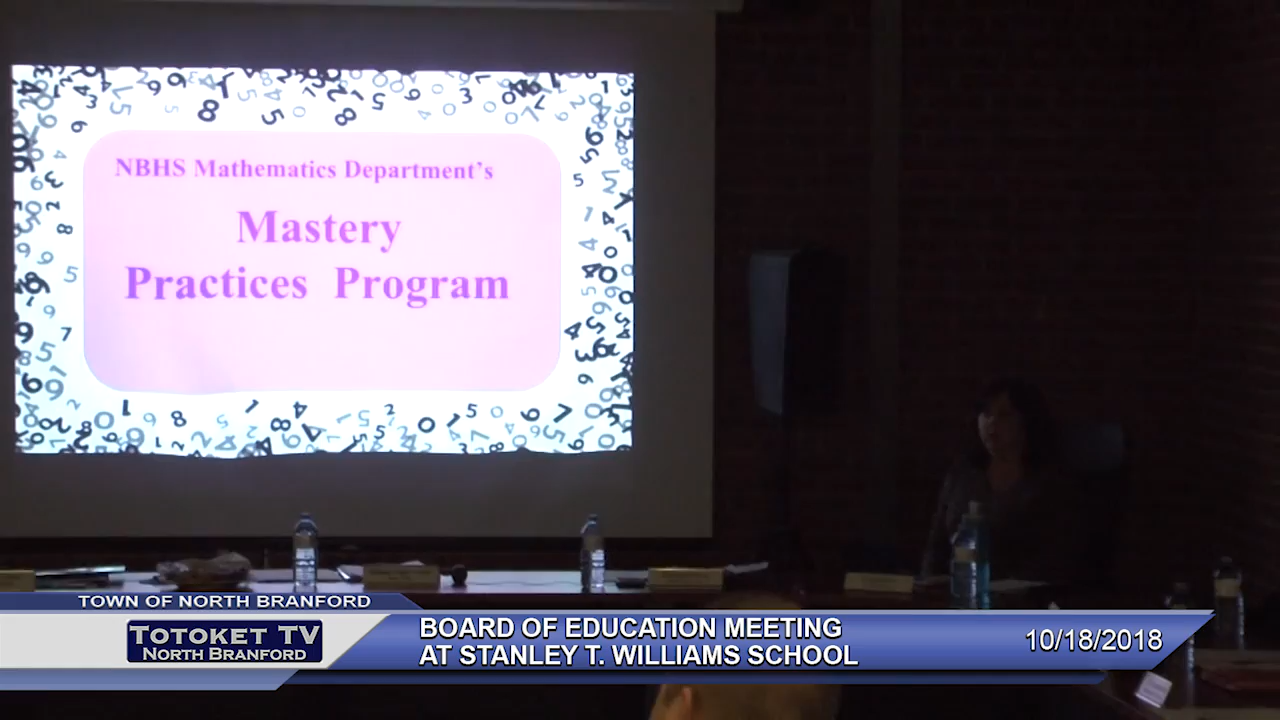 NBHS Mathematics Department's
Mastery
Practices Program
TOWN OF NORTH BRANFORD
TOTOKET TV
NORTH BRANFORD
BOARD OF EDUCATION MEETING
AT STANLEY T. WILLIAMS SCHOOL
10/18/2018